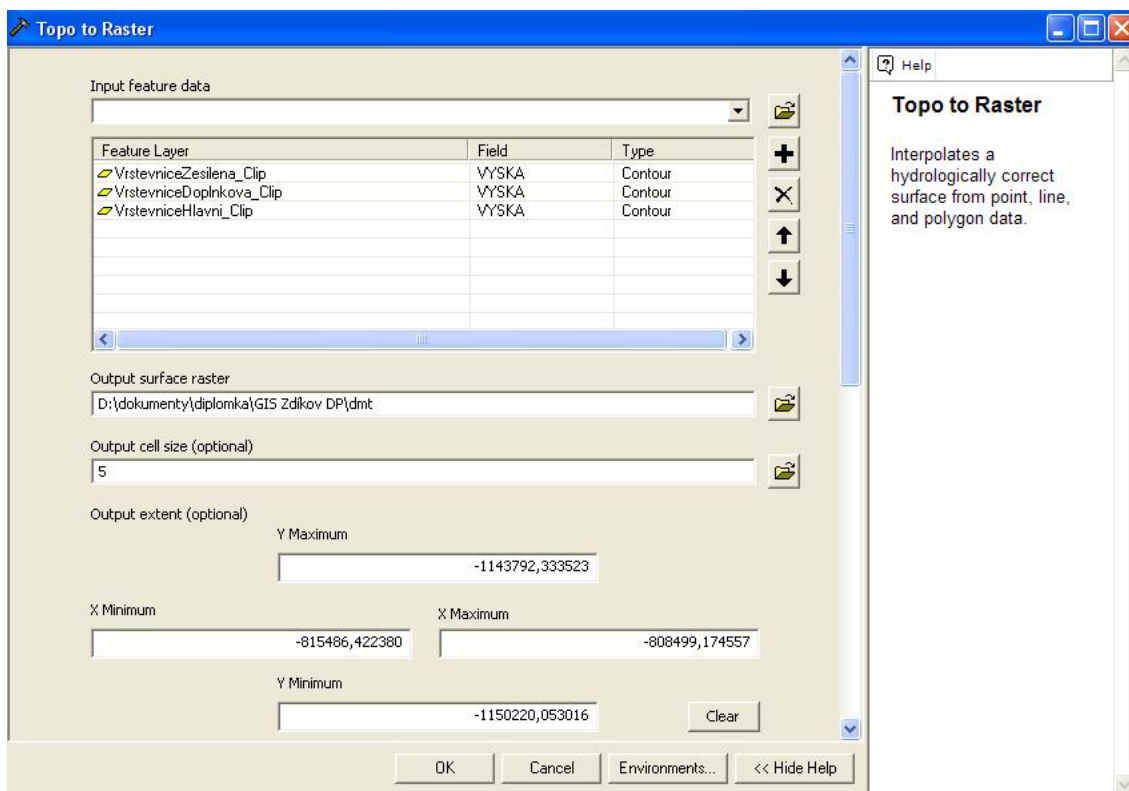 Topo to Raster
Input feature data
Feature Layer Field Type
VrstevniceZesilena_Clip VYSKA Contour
VrstevniceDoplnkova_Clip VYSKA Contour
VrstevniceHlavni_Clip VYSKA Contour
Output surface raster
D:\dokumenty\diplomka\GIS Zdíkov DP\dmt
Output cell size (optional)
5
Output extent (optional)
Y Maximum
-1143792,333523
X Minimum X Maximum
-815486,422380 -808499,174557
Y Minimum
-1150220,053016 Clear
OK Cancel Environments... << Hide Help
Help
Topo to Raster
Interpolates a
hydrologically correct
surface from point, line,
and polygon data.